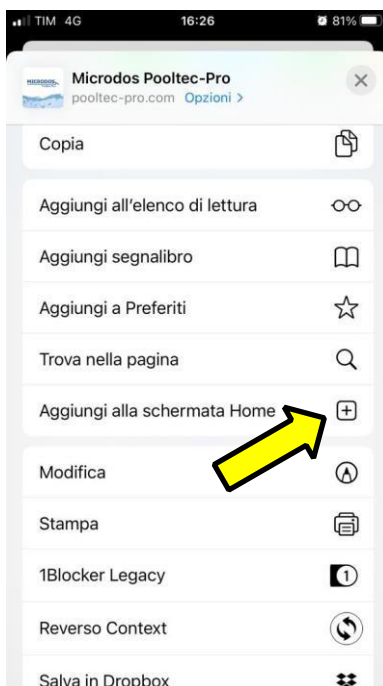 TIM 4G 16:26 81%
MICRODOS Microdos Pooltec-Pro
pooltec-pro.com Opzioni >
Copia
Aggiungi all'elenco di lettura
Aggiungi segnalibro
Aggiungi a Preferiti
Trova nella pagina
Aggiungi alla schermata Home
Modifica
Stampa
1Blocker Legacy 1
Reverso Context
Salva in Dropbox